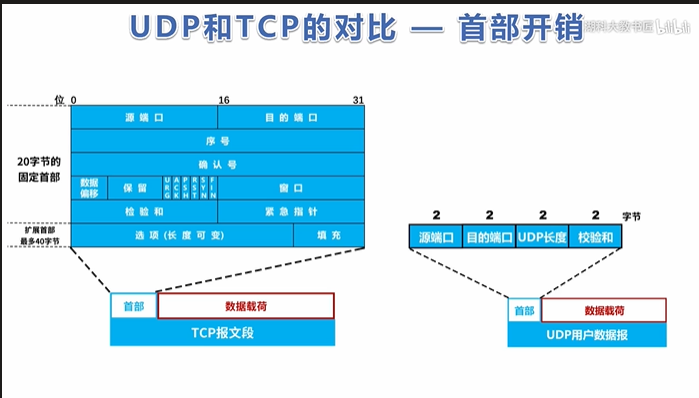 UDP和TCP的对比 — 首部开销
湖科大教书匠 bilibili
位 0 16 31
源端口 目的端口
序号
确认号
20字节的
固定首部
数据
偏移
保留
URG ACK PSH RST SYN FIN
窗口
检验和 紧急指针
扩展首部
最多40字节
选项(长度可变) 填充
首部 数据载荷
TCP报文段
2 2 2 2 字节
源端口 目的端口 UDP长度 校验和
首部 数据载荷
UDP用户数据报